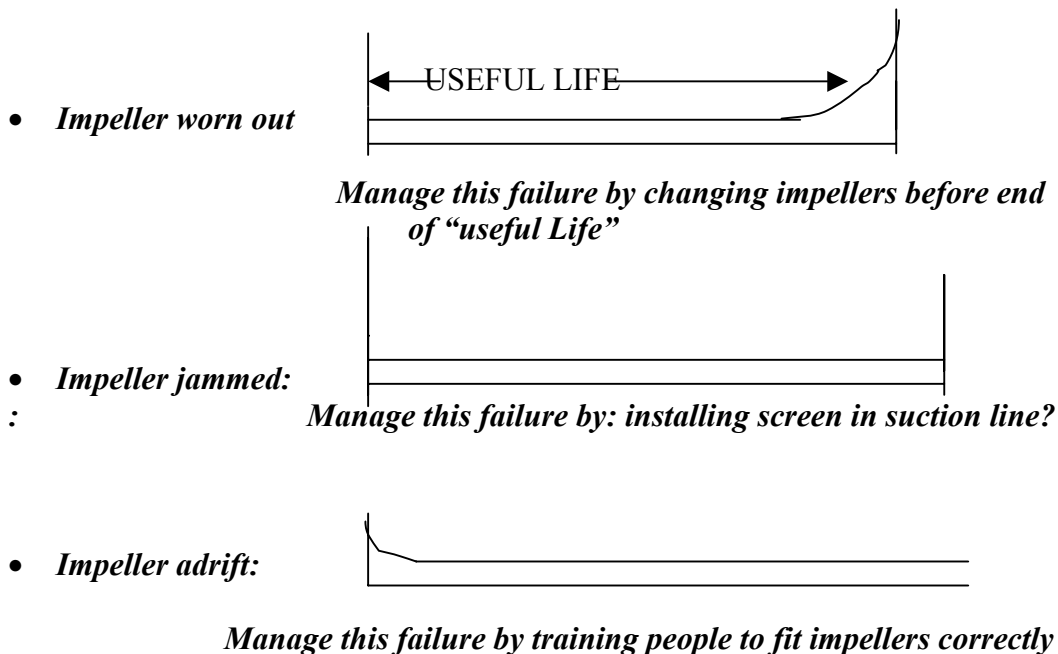 USEFUL LIFE
• Impeller worn out
Manage this failure by changing impellers before end
of “useful Life”
• Impeller jammed:
: Manage this failure by: installing screen in suction line?
• Impeller adrift:
Manage this failure by training people to fit impellers correctly